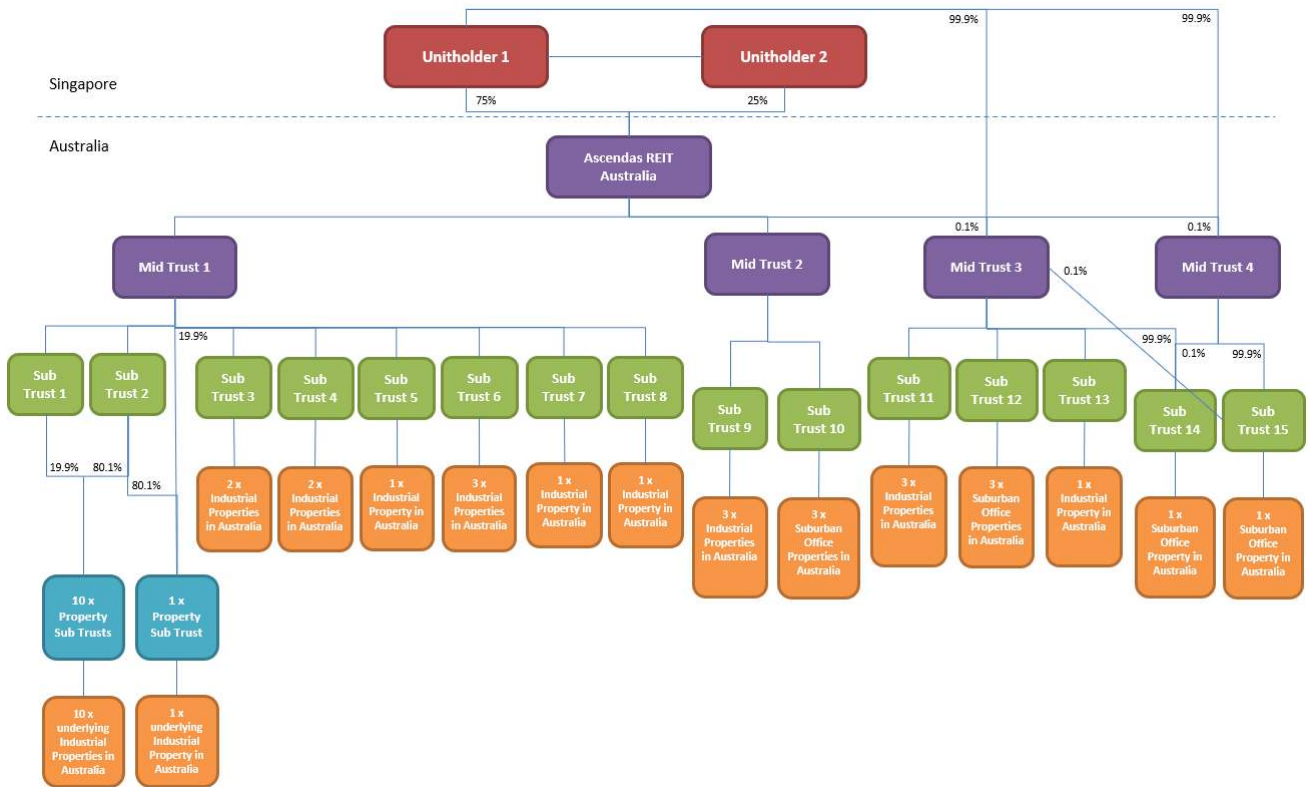 99.9%
99.9%
Unitholder 1
Unitholder 2
Singapore
75%
25%
Australia
Ascendas REIT
Australia
0.1%
0.1%
Mid Trust 1
Mid Trust 2
Mid Trust 3
Mid Trust 4
0.1%
19.9%
99.9%
0.1%
99.9%
Sub
Trust 1
Sub
Trust 2
Sub
Trust 3
Sub
Trust 4
Sub
Trust 5
Sub
Trust 6
Sub
Trust 7
Sub
Trust 8
Sub
Trust 9
Sub
Trust 10
Sub
Trust 11
Sub
Trust 12
Sub
Trust 13
Sub
Trust 14
Sub
Trust 15
19.9%
80.1%
80.1%
2 x
Industrial
Properties
in Australia
2 x
Industrial
Properties
in Australia
1 x
Industrial
Property in
Australia
3 x
Industrial
Properties
in Australia
1 x
Industrial
Property in
Australia
1 x
Industrial
Property in
Australia
3 x
Industrial
Properties
in Australia
3 x
Suburban
Office
Properties in
Australia
3 x
Industrial
Properties
in Australia
3 x
Suburban
Office
Properties
in Australia
1 x
Industrial
Property in
Australia
1 x
Suburban
Office
Property in
Australia
1 x
Suburban
Office
Property in
Australia
10 x
Property
Sub Trusts
1 x
Property
Sub Trust
10 x
underlying
Industrial
Properties in
Australia
1 x
underlying
Industrial
Property in
Australia